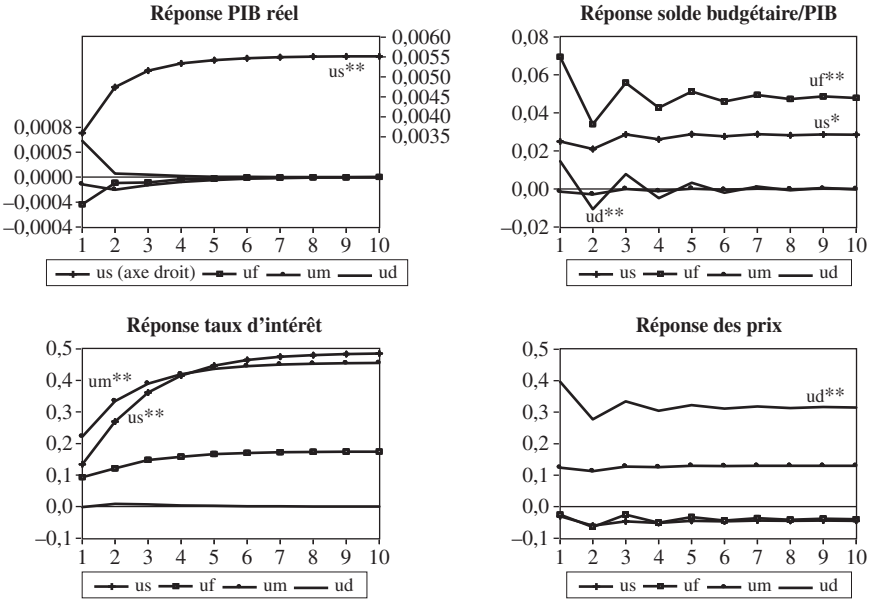 Réponse PIB réel
0,0060
0,0055
0,0050
0,0045
0,0040
0,0035
us**
0,0008
0,0005
0,0000
–0,0004
–0,0004
1 2 3 4 5 6 7 8 9 10
us (axe droit) uf um ud
Réponse solde budgétaire/PIB
0,08
0,06
0,04
0,02
0,00
–0,02
uf**
us*
ud**
1 2 3 4 5 6 7 8 9 10
us uf um ud
Réponse taux d'intérêt
0,5
0,4
0,3
0,2
0,1
0,0
–0,1
um**
us**
1 2 3 4 5 6 7 8 9 10
us uf um ud
Réponse des prix
0,5
0,4
0,3
0,2
0,1
0,0
–0,1
ud**
1 2 3 4 5 6 7 8 9 10
us uf um ud